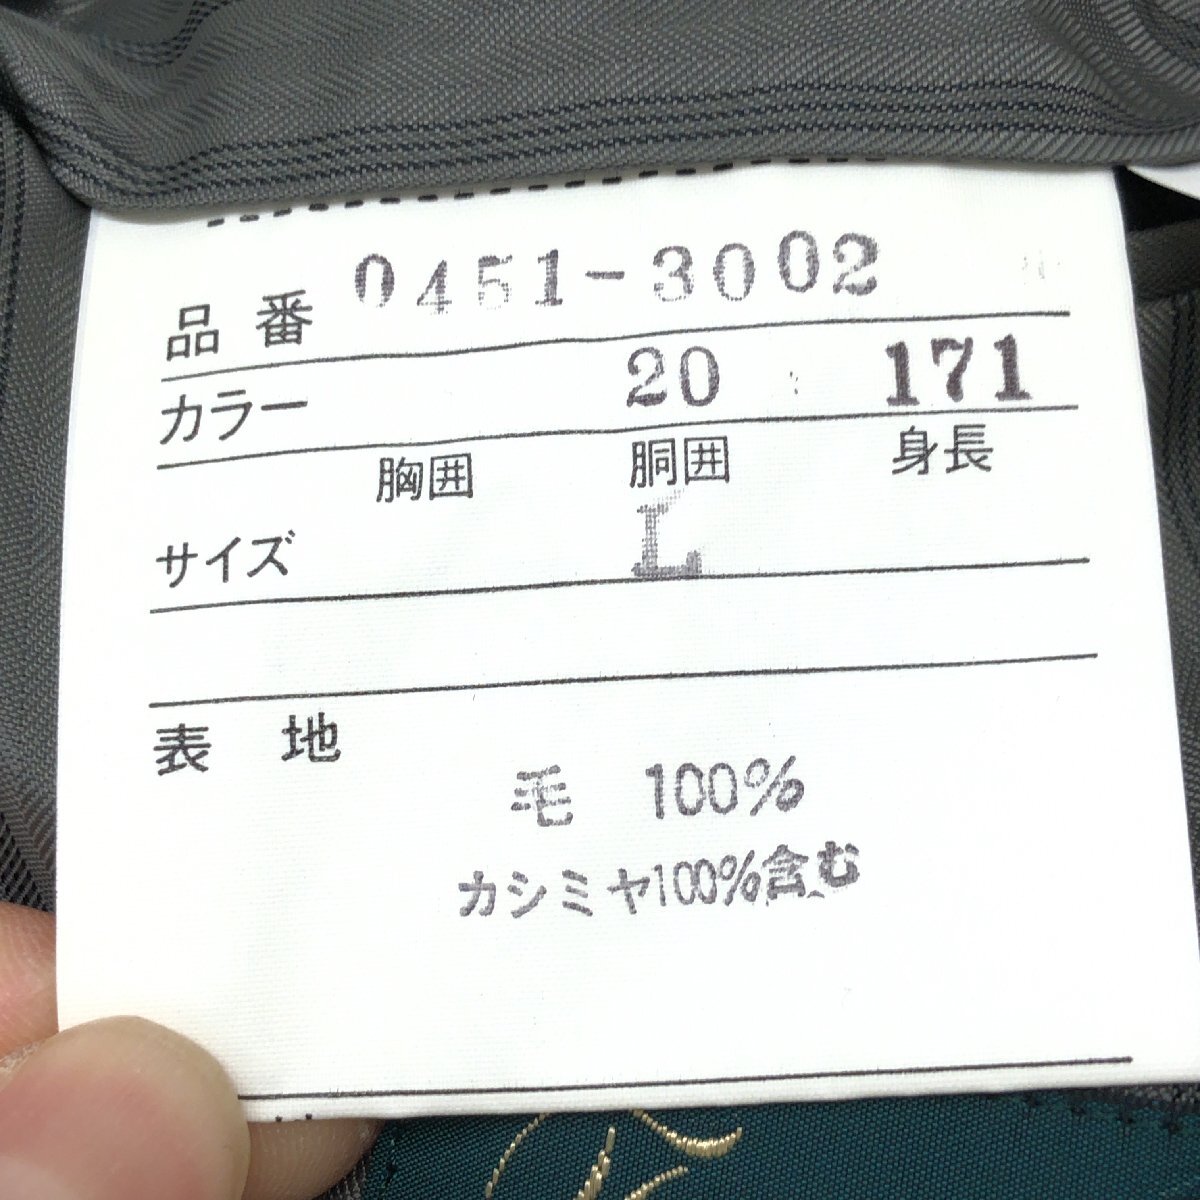 品番 0451-3002
カラー 20 171
胸囲 胴囲 身長
サイズ L
表地
毛 100%
カシミヤ100%含む